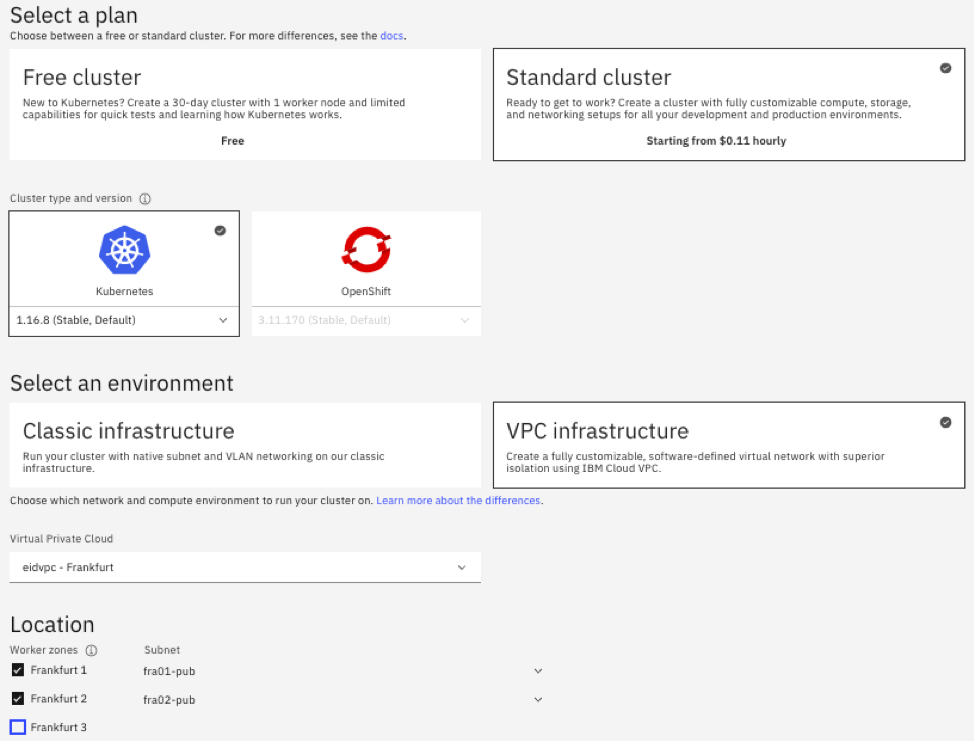 Select a plan
Choose between a free or standard cluster. For more differences, see the docs.
Free cluster
New to Kubernetes? Create a 30-day cluster with 1 worker node and limited
capabilities for quick tests and learning how Kubernetes works.
Free
Standard cluster
Ready to get to work? Create a cluster with fully customizable compute, storage,
and networking setups for all your development and production environments.
Starting from $0.11 hourly
Cluster type and version
Kubernetes
1.16.8 (Stable, Default)
OpenShift
3.11.170 (Stable, Default)
Select an environment
Classic infrastructure
Run your cluster with native subnet and VLAN networking on our classic
infrastructure.
VPC infrastructure
Create a fully customizable, software-defined virtual network with superior
isolation using IBM Cloud VPC.
Choose which network and compute environment to run your cluster on. Learn more about the differences.
Virtual Private Cloud
eidvpc - Frankfurt
Location
Worker zones Subnet
Frankfurt 1 fra01-pub
Frankfurt 2 fra02-pub
Frankfurt 3